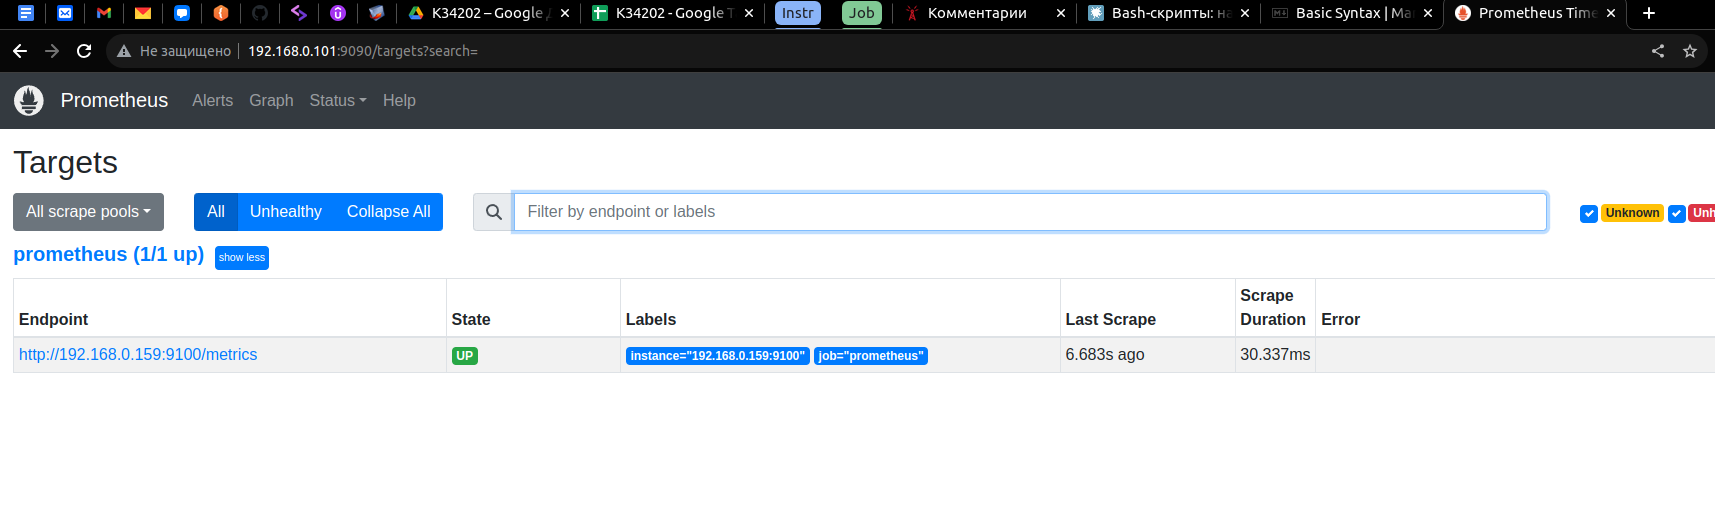 K34202 – Google Д
K34202 - Google Т
Instr
Job
Комментарии
Bash-скрипты: на
Basic Syntax | Ma
Prometheus Time
Не защищено
192.168.0.101:9090/targets?search=
Prometheus
Alerts
Graph
Status
Help
Targets
All scrape pools
All
Unhealthy
Collapse All
Filter by endpoint or labels
Unknown
Unh
prometheus (1/1 up)
show less
Endpoint
State
Labels
Last Scrape
Scrape
Duration
Error
http://192.168.0.159:9100/metrics
UP
instance="192.168.0.159:9100"
job="prometheus"
6.683s ago
30.337ms